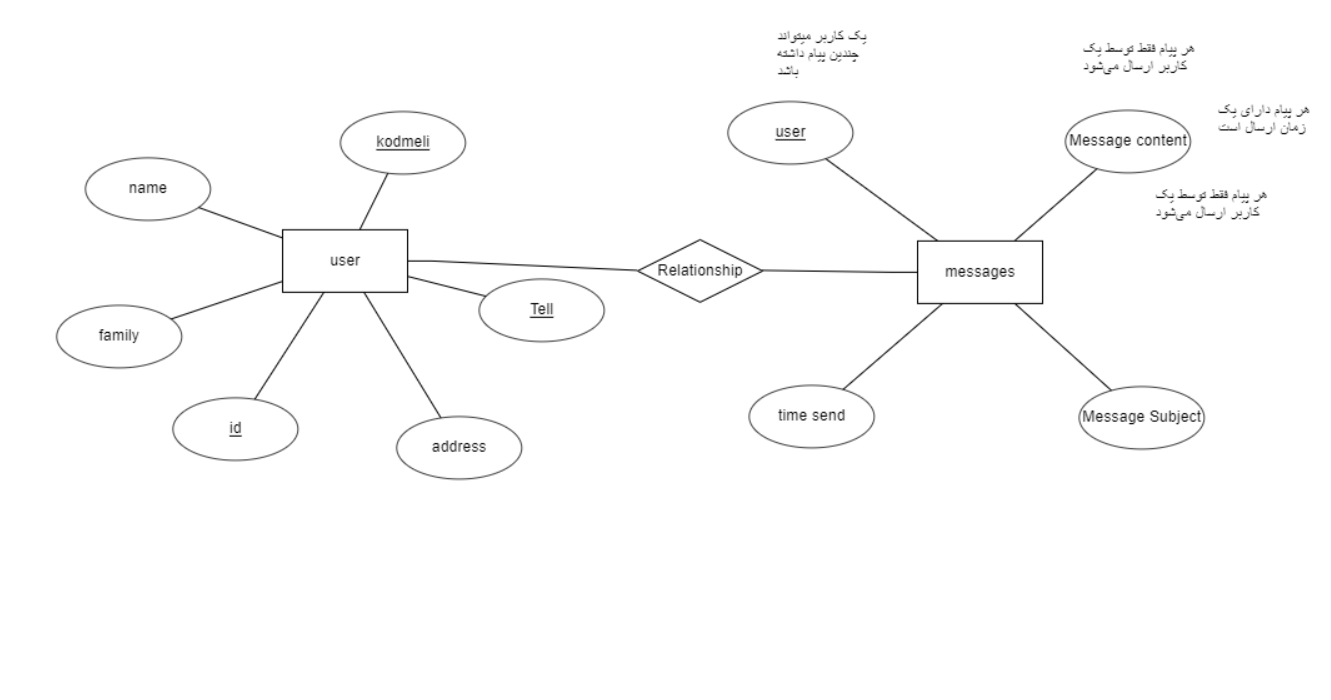 یک کاربر میتواند
چندین پیام داشته
باشد
هر پیام فقط توسط یک
کاربر ارسال می‌شود
هر پیام دارای یک
زمان ارسال است
هر پیام فقط توسط یک
کاربر ارسال می‌شود
kodmeli
name
user
family
id
address
Tell
Relationship
user
Message content
messages
time send
Message Subject